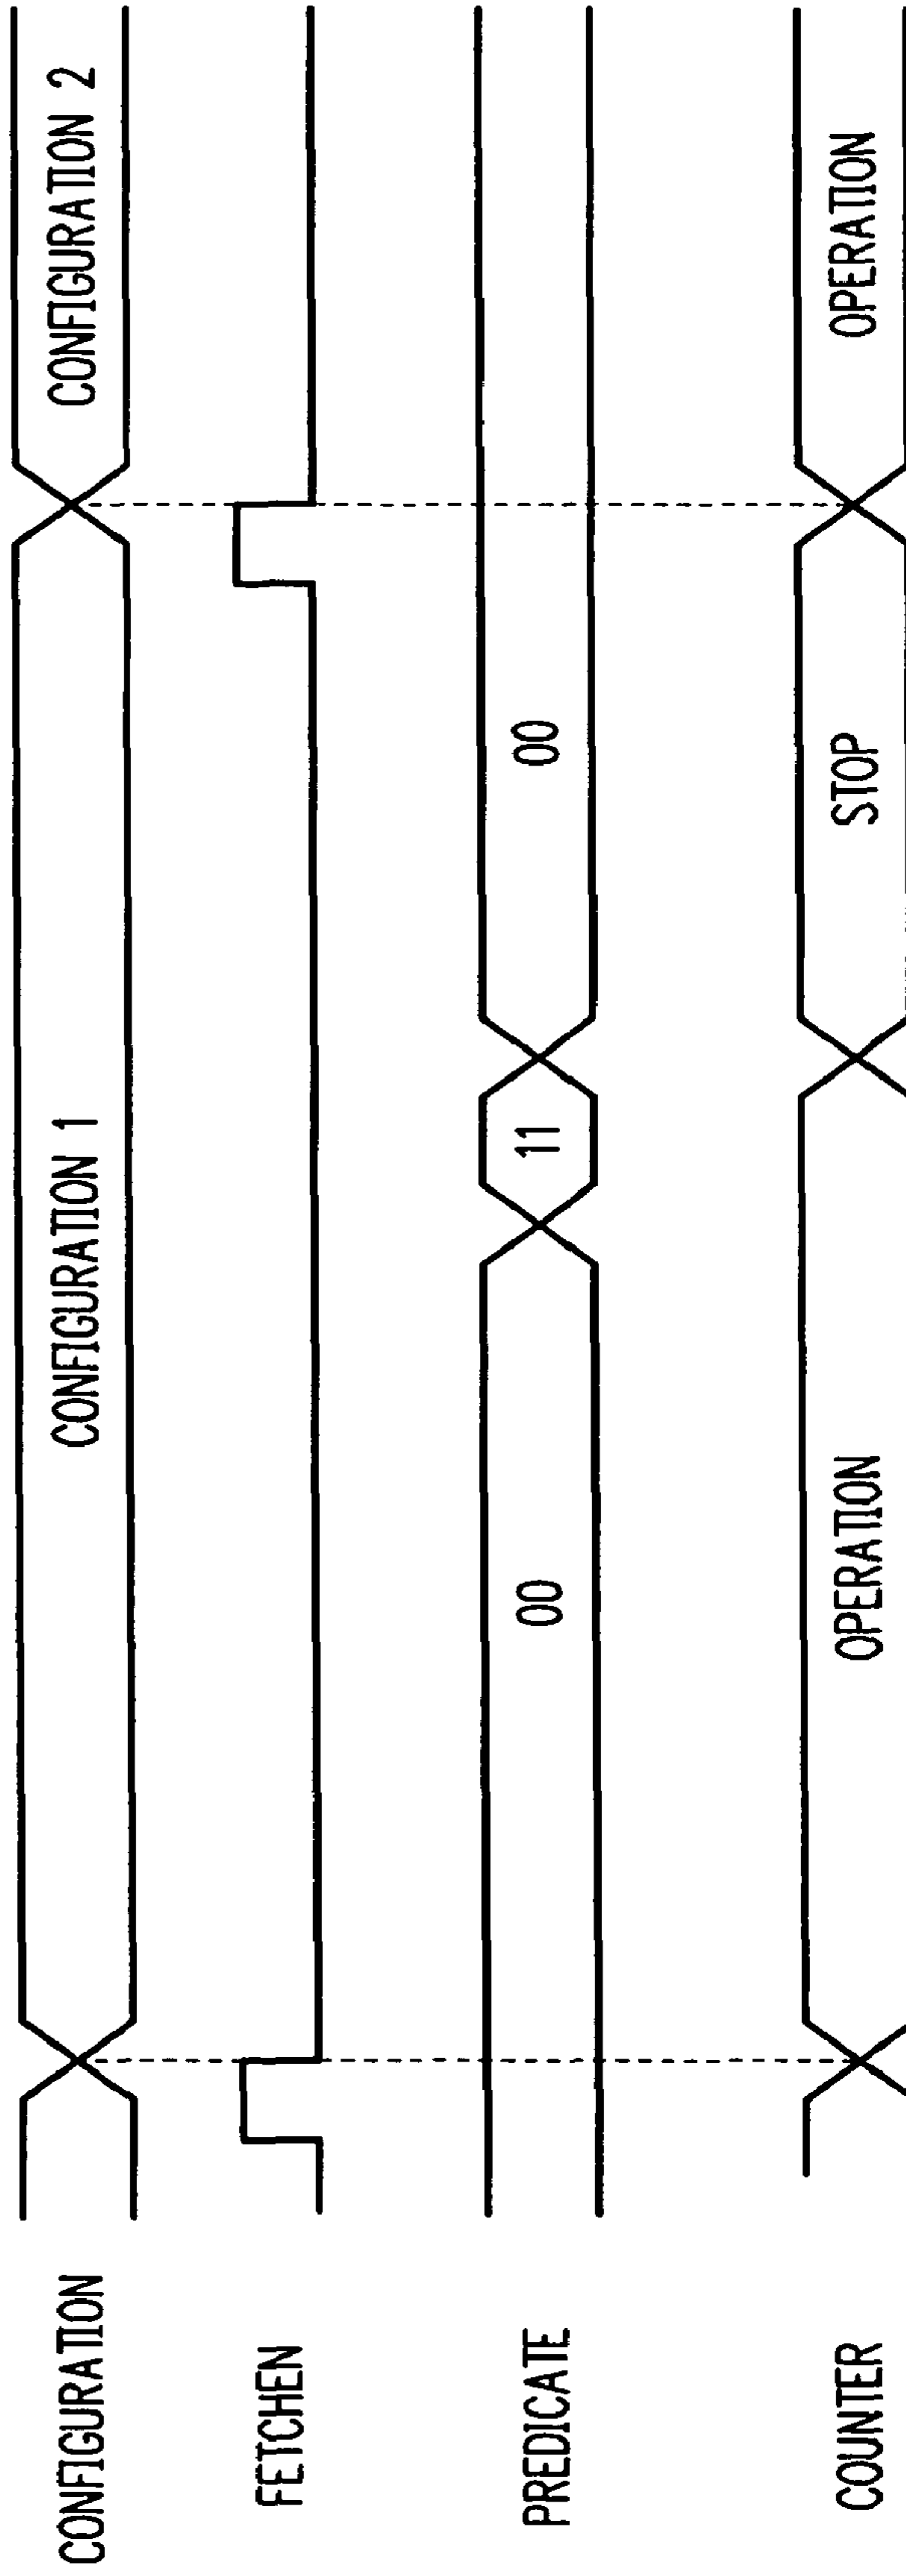 CONFIGURATION
CONFIGURATION 1
CONFIGURATION 2
FETCHEN
PREDICATE
00
11
00
COUNTER
OPERATION
STOP
OPERATION